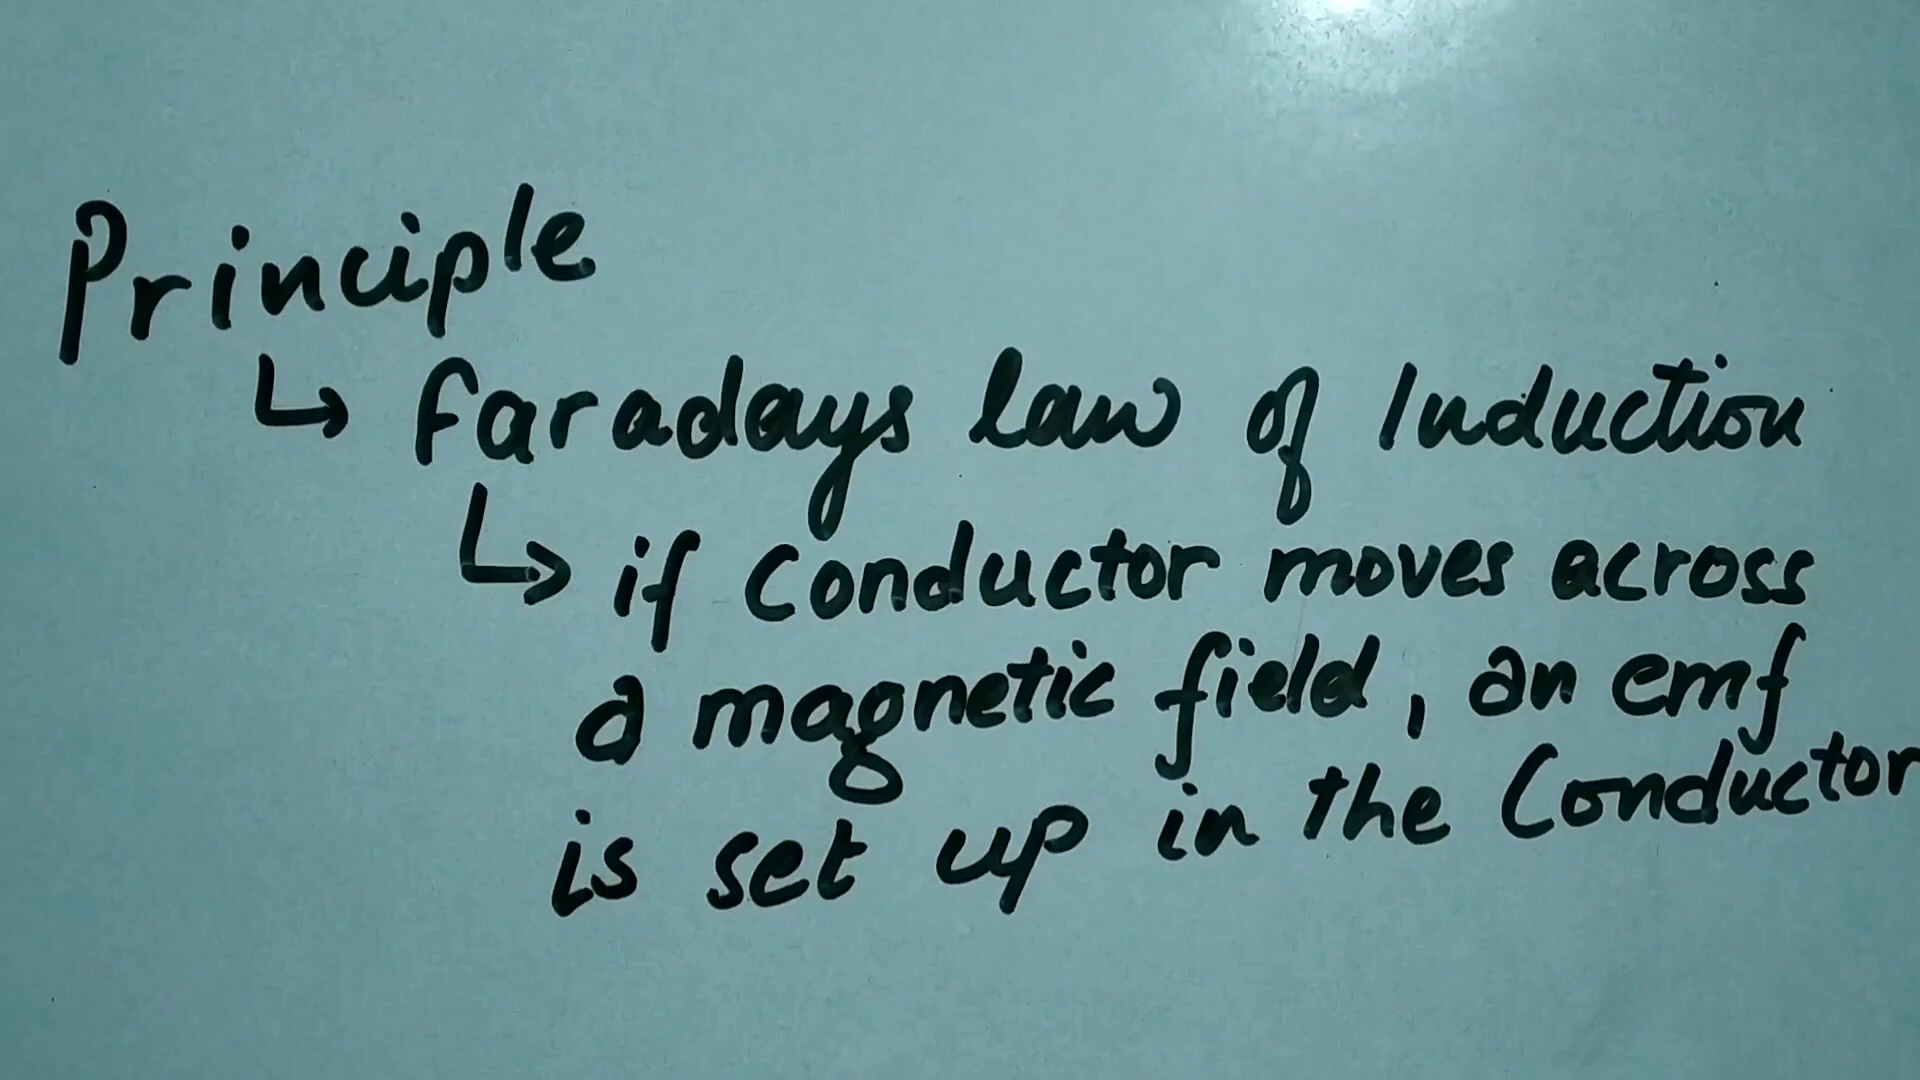 Principle
↳ faradays law of Induction
↳ if conductor moves across
a magnetic field, an emf
is set up in the Conductor